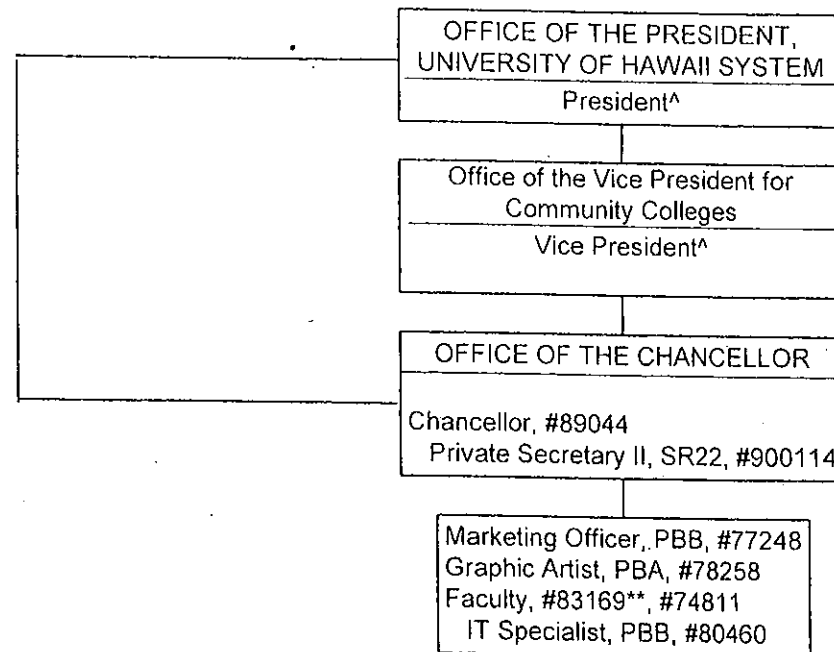 OFFICE OF THE PRESIDENT,
UNIVERSITY OF HAWAII SYSTEM
President^
Office of the Vice President for
Community Colleges
Vice President^
OFFICE OF THE CHANCELLOR
Chancellor, #89044
Private Secretary II, SR22, #900114
Marketing Officer, PBB, #77248
Graphic Artist, PBA, #78258
Faculty, #83169**, #74811
IT Specialist, PBB, #80460